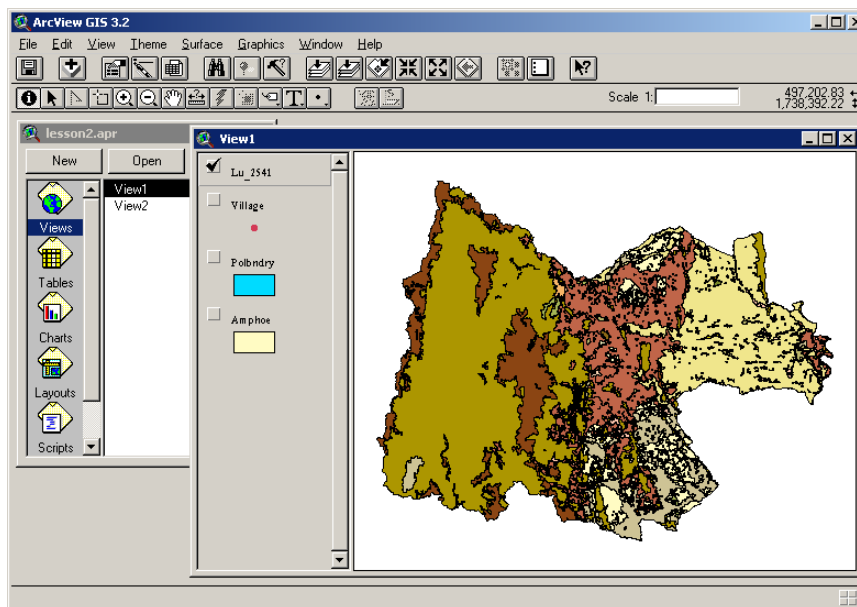 ArcView GIS 3.2
File Edit View Theme Surface Graphics Window Help
Scale 1:
497,202.83
1,738,392.22
lesson2.apr
New Open
View1
View2
Views
Tables
Charts
Layouts
Scripts
View1
Lu_2541
Village
Polbndry
Amphoe